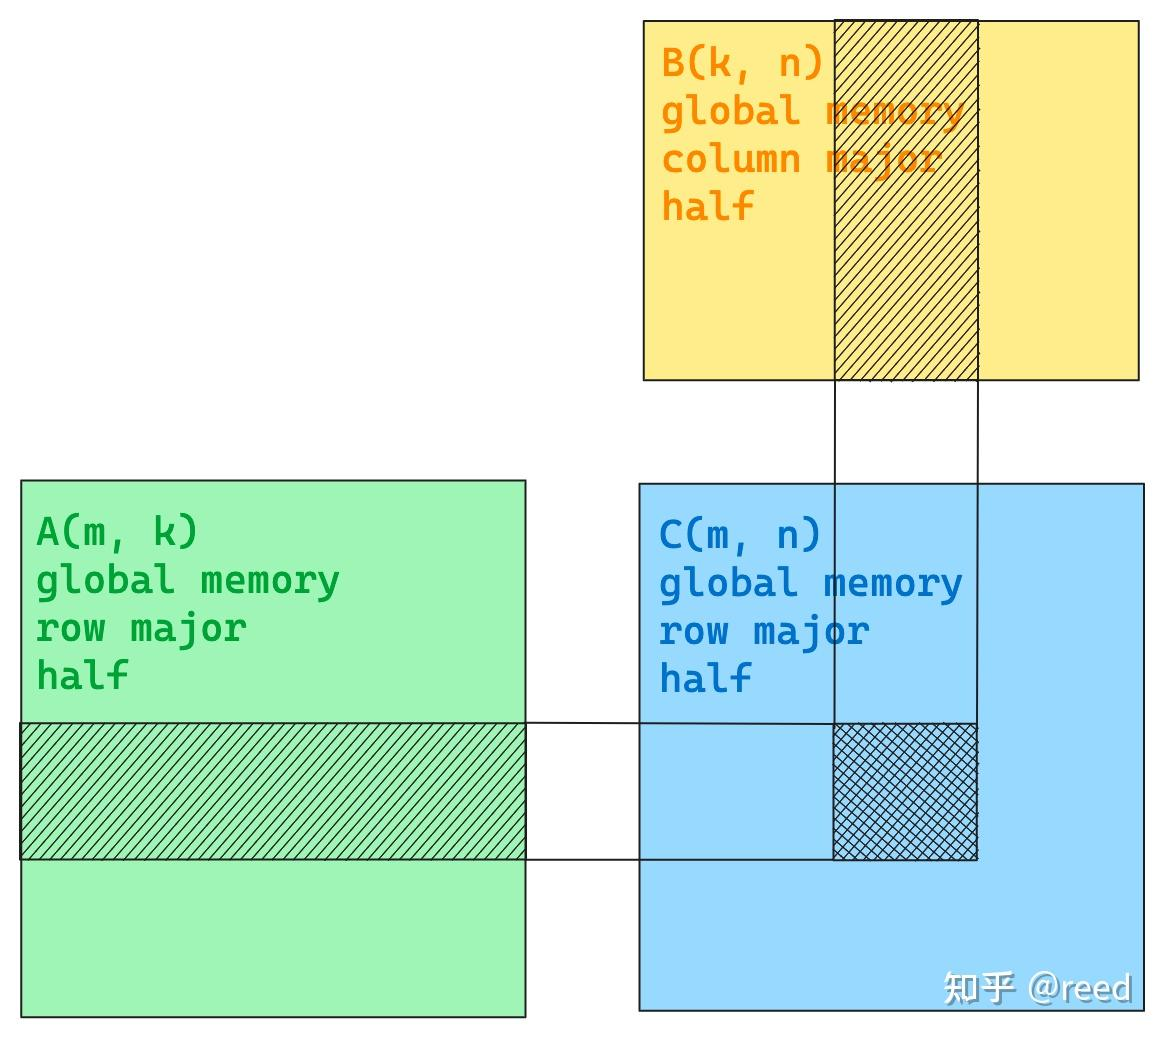 B(k, n)
global memory
column major
half
A(m, k)
global memory
row major
half
C(m, n)
global memory
row major
half
知乎 @reed